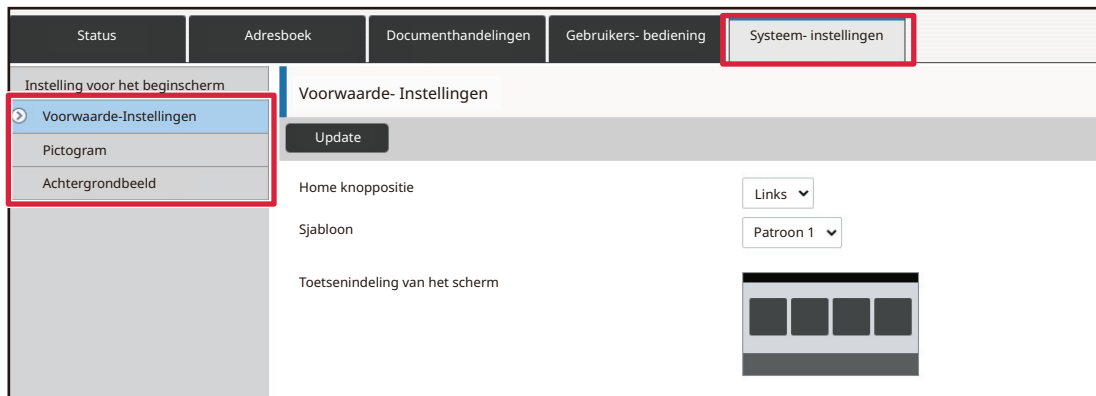 Status
Adresboek
Documenthandelingen
Gebruikers- bediening
Systeem- instellingen
Instelling voor het beginscherm
Voorwaarde-Instellingen
Pictogram
Achtergrondbeeld
Voorwaarde- Instellingen
Update
Home knoppositie
Links
Sjabloon
Patroon 1
Toetsenindeling van het scherm